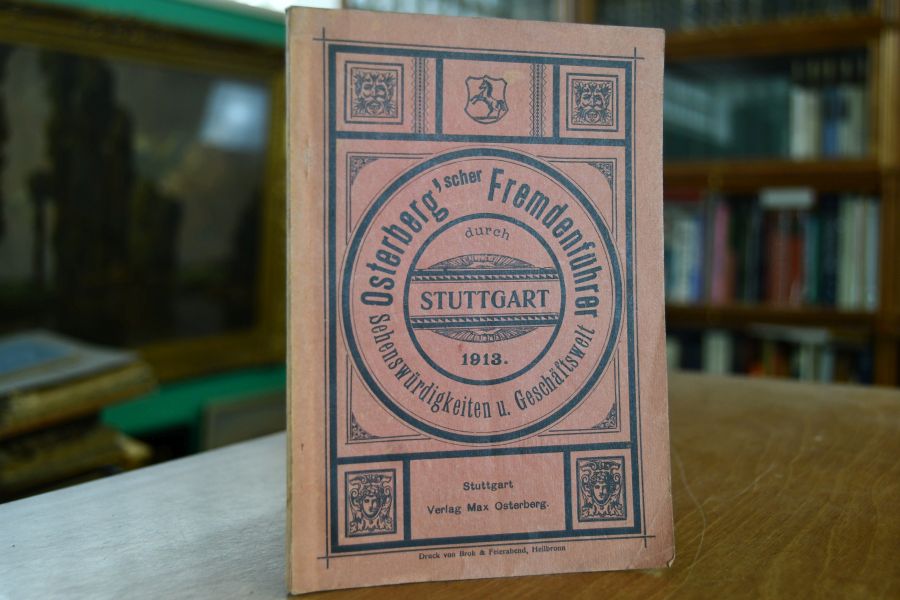 Osterberg'scher Fremdenführer
durch
STUTTGART
1913.
Sehenswürdigkeiten u. Geschäftswelt
Stuttgart
Verlag Max Osterberg.
Druck von Brok & Feierabend, Heilbronn